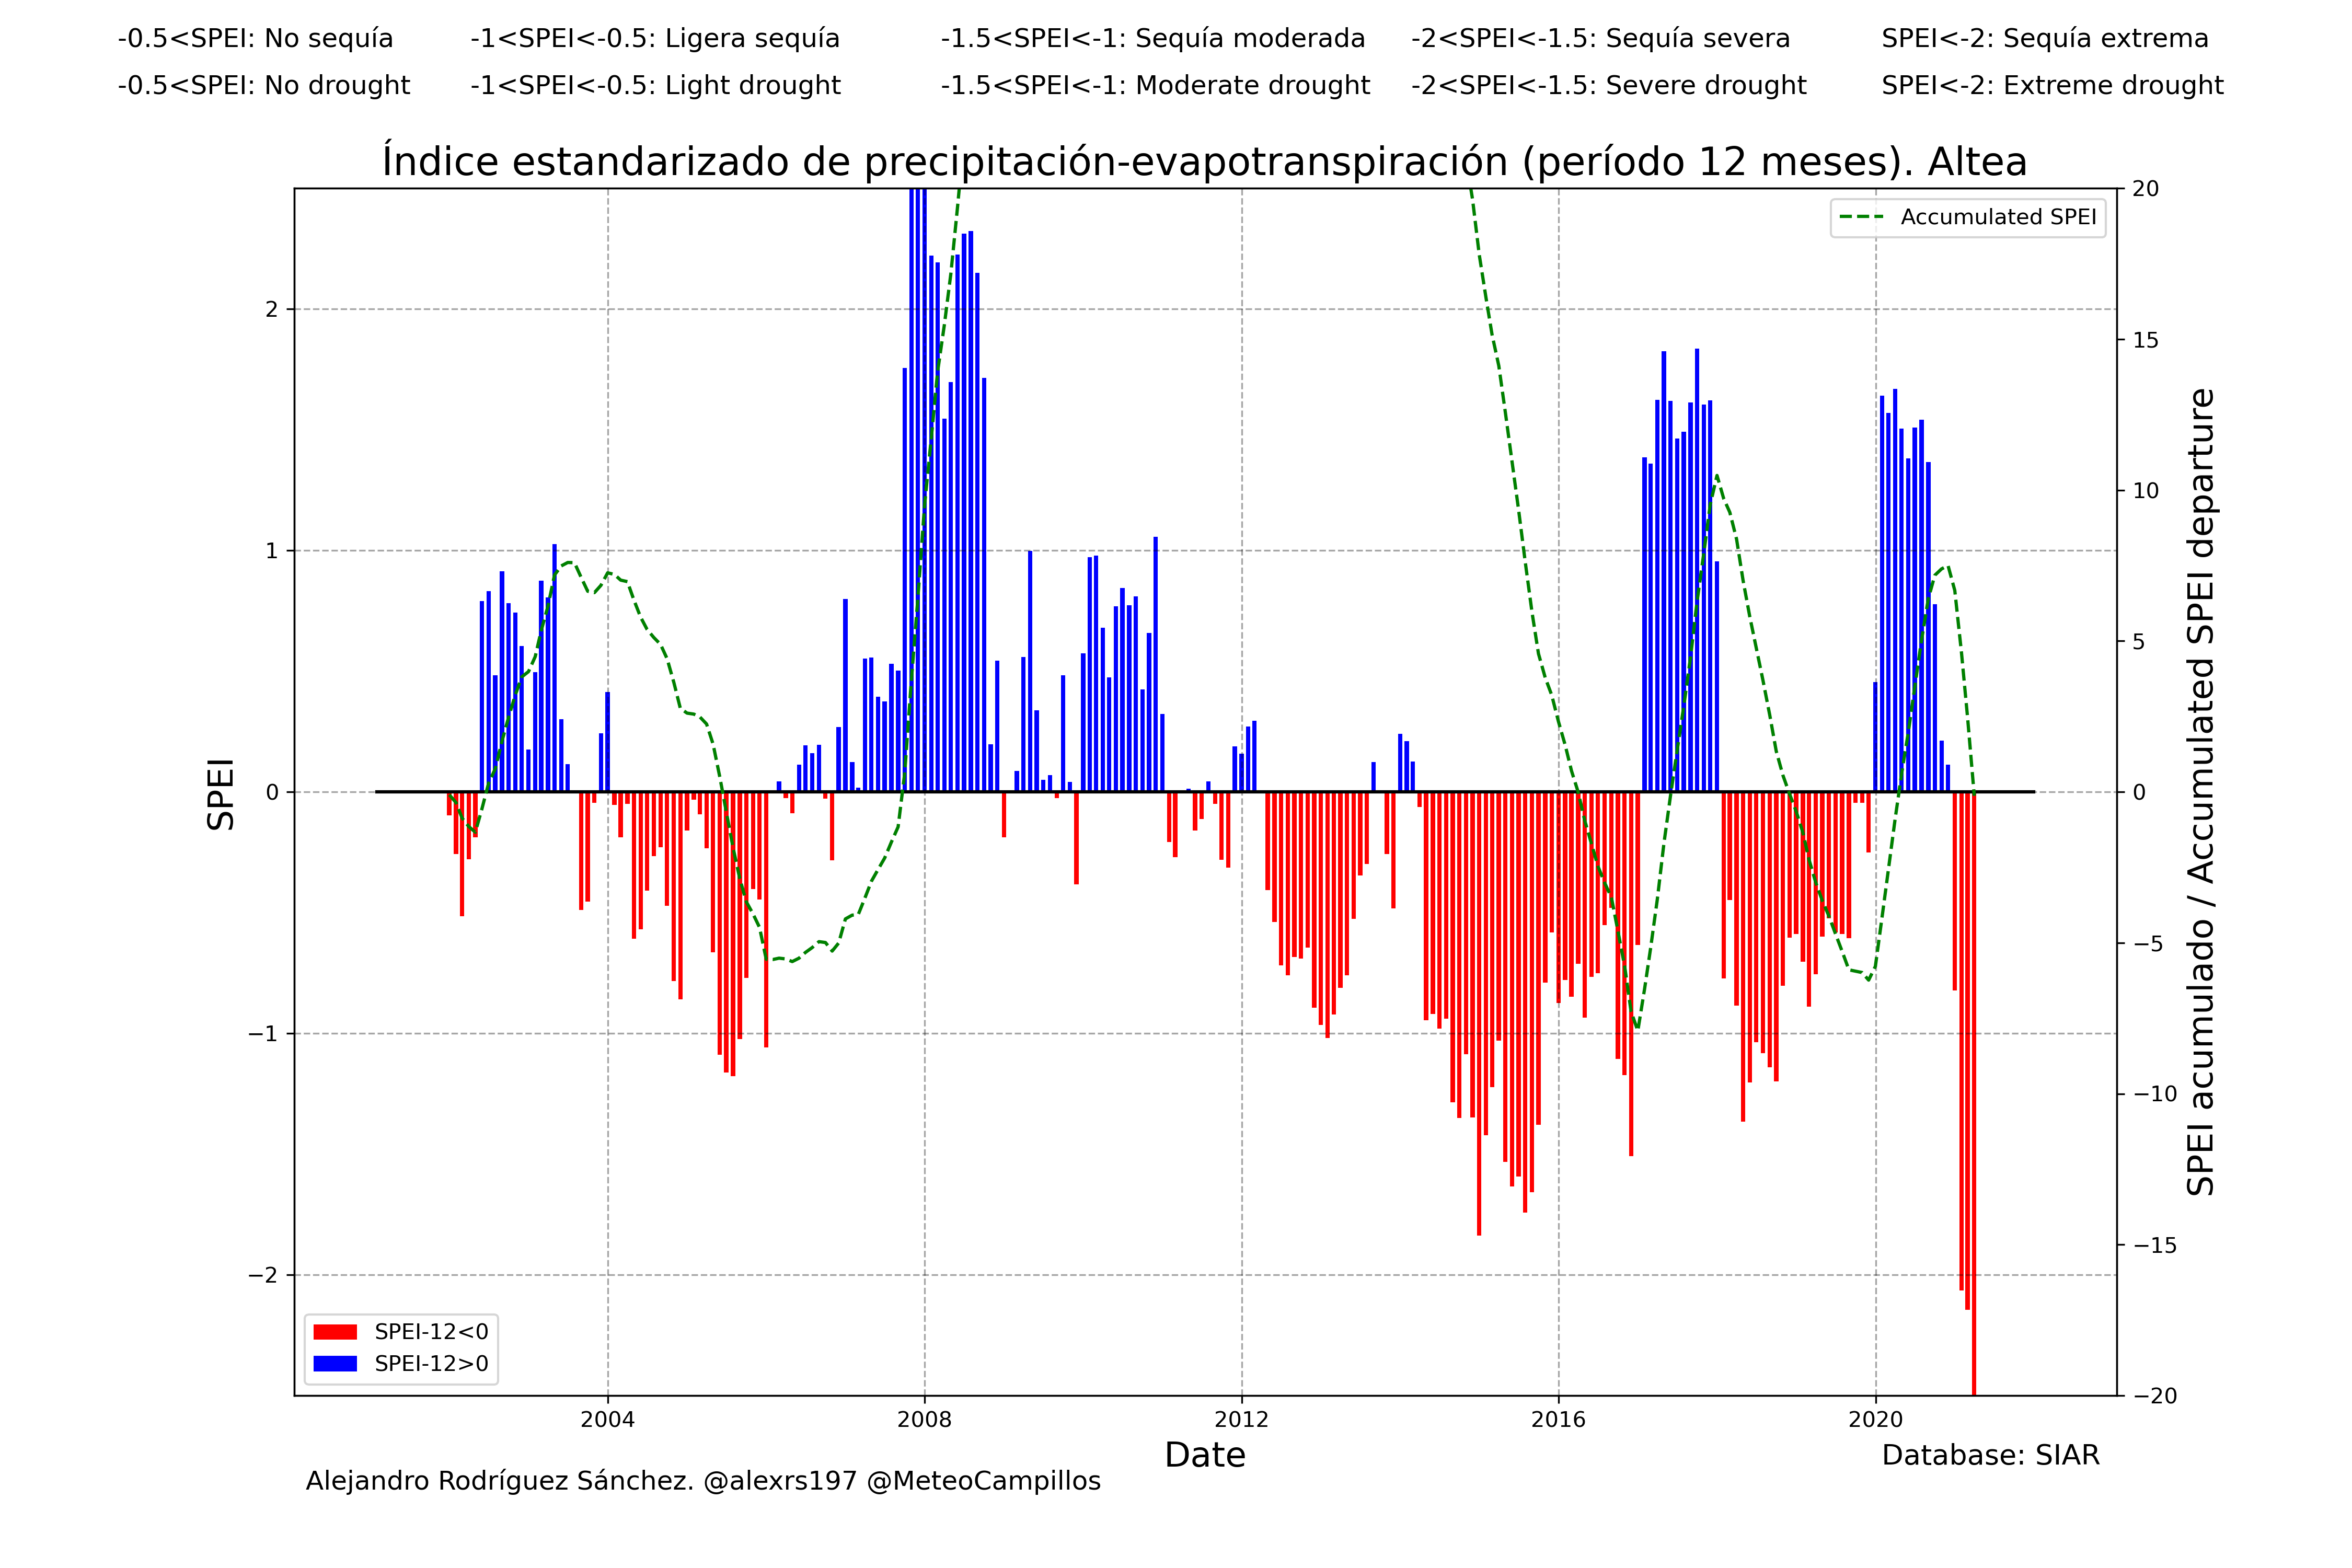 -0.5<SPEI: No sequía -1<SPEI<-0.5: Ligera sequía -1.5<SPEI<-1: Sequía moderada -2<SPEI<-1.5: Sequía severa SPEI<-2: Sequía extrema
-0.5<SPEI: No drought -1<SPEI<-0.5: Light drought -1.5<SPEI<-1: Moderate drought -2<SPEI<-1.5: Severe drought SPEI<-2: Extreme drought
Índice estandarizado de precipitación-evapotranspiración (período 12 meses). Altea
Accumulated SPEI
2
1
0
−1
−2
SPEI
20
15
10
5
0
−5
−10
−15
−20
SPEI acumulado / Accumulated SPEI departure
SPEI-12<0
SPEI-12>0
2004 2008 2012 2016 2020
Date
Database: SIAR
Alejandro Rodríguez Sánchez. @alexrs197 @MeteoCampillos